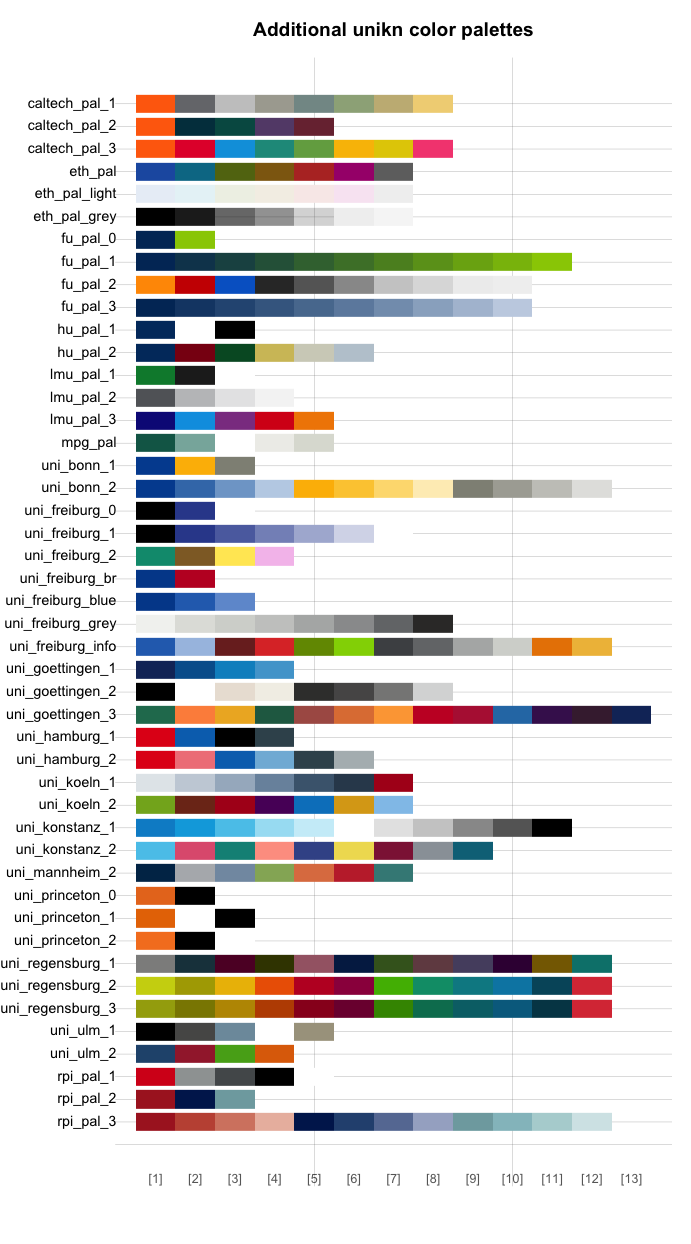 Additional unikn color palettes
caltech_pal_1
caltech_pal_2
caltech_pal_3
eth_pal
eth_pal_light
eth_pal_grey
fu_pal_0
fu_pal_1
fu_pal_2
fu_pal_3
hu_pal_1
hu_pal_2
lmu_pal_1
lmu_pal_2
lmu_pal_3
mpg_pal
uni_bonn_1
uni_bonn_2
uni_freiburg_0
uni_freiburg_1
uni_freiburg_2
uni_freiburg_br
uni_freiburg_blue
uni_freiburg_grey
uni_freiburg_info
uni_goettingen_1
uni_goettingen_2
uni_goettingen_3
uni_hamburg_1
uni_hamburg_2
uni_koeln_1
uni_koeln_2
uni_konstanz_1
uni_konstanz_2
uni_mannheim_2
uni_princeton_0
uni_princeton_1
uni_princeton_2
uni_regensburg_1
uni_regensburg_2
uni_regensburg_3
uni_ulm_1
uni_ulm_2
rpi_pal_1
rpi_pal_2
rpi_pal_3
[1] [2] [3] [4] [5] [6] [7] [8] [9] [10] [11] [12] [13]